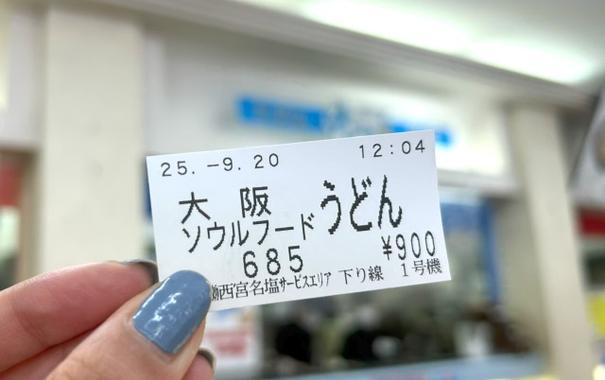 25.-9.20 12:04
大阪
ソウルフード うどん
685 ¥900
西宮名塩サービスエリア 下り線 1号機